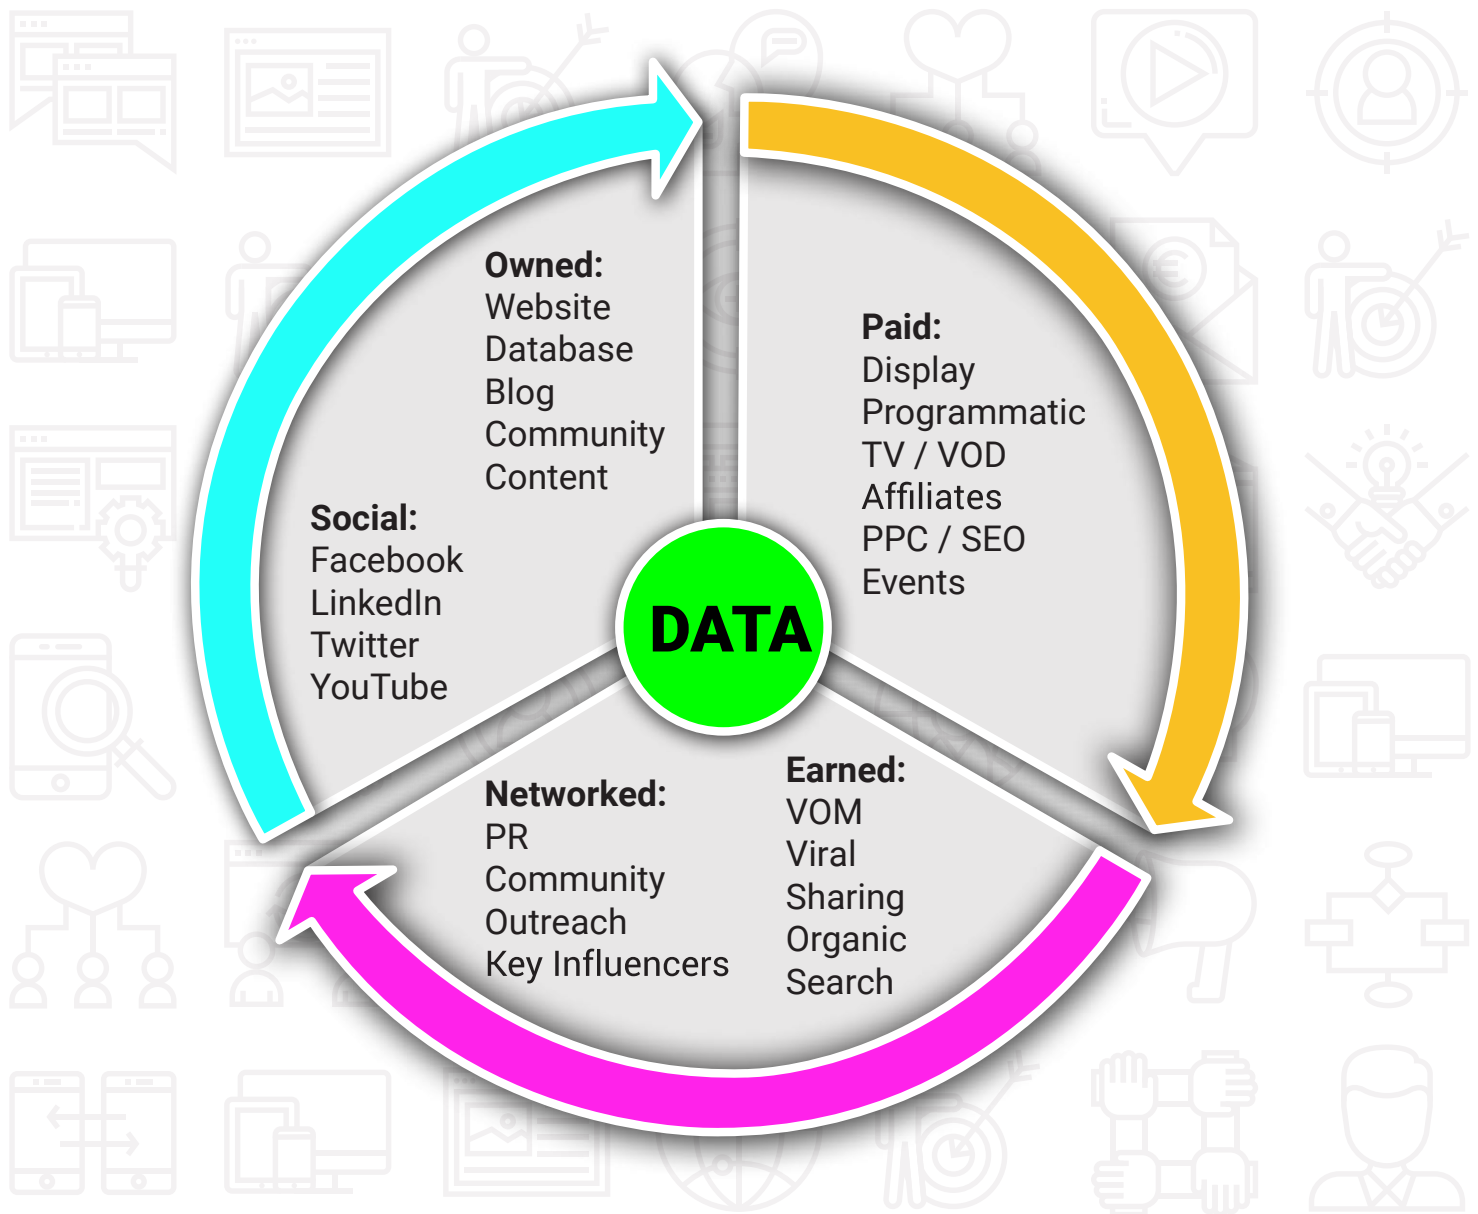 Owned:
Website
Database
Blog
Community
Content
Social:
Facebook
LinkedIn
Twitter
YouTube
Paid:
Display
Programmatic
TV / VOD
Affiliates
PPC / SEO
Events
DATA
Networked:
PR
Community
Outreach
Key Influencers
Earned:
VOM
Viral
Sharing
Organic
Search